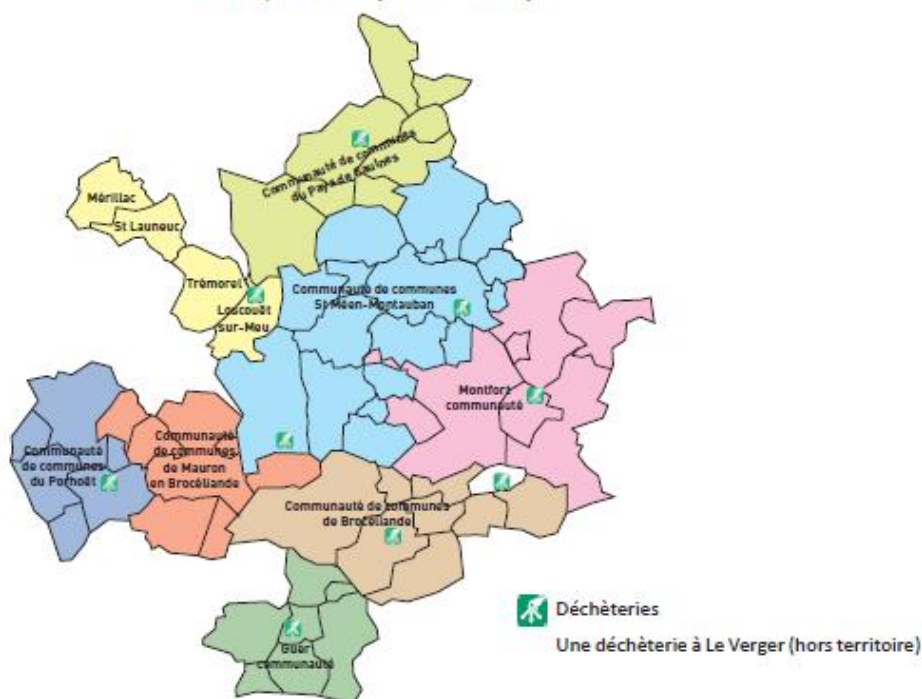 Communauté de communes
du Pays de Caulnes
Mérillac
St Launeuc
Trémorel
Loscouët
sur-Meu
Communauté de communes
St Méen-Montauban
Montfort
communauté
Communauté
de communes
du Porhoët
Communauté
de communes
de Mauron
en Brocéliande
Communauté de communes
de Brocéliande
Guer
communauté
Déchèteries
Une déchèterie à Le Verger (hors territoire)